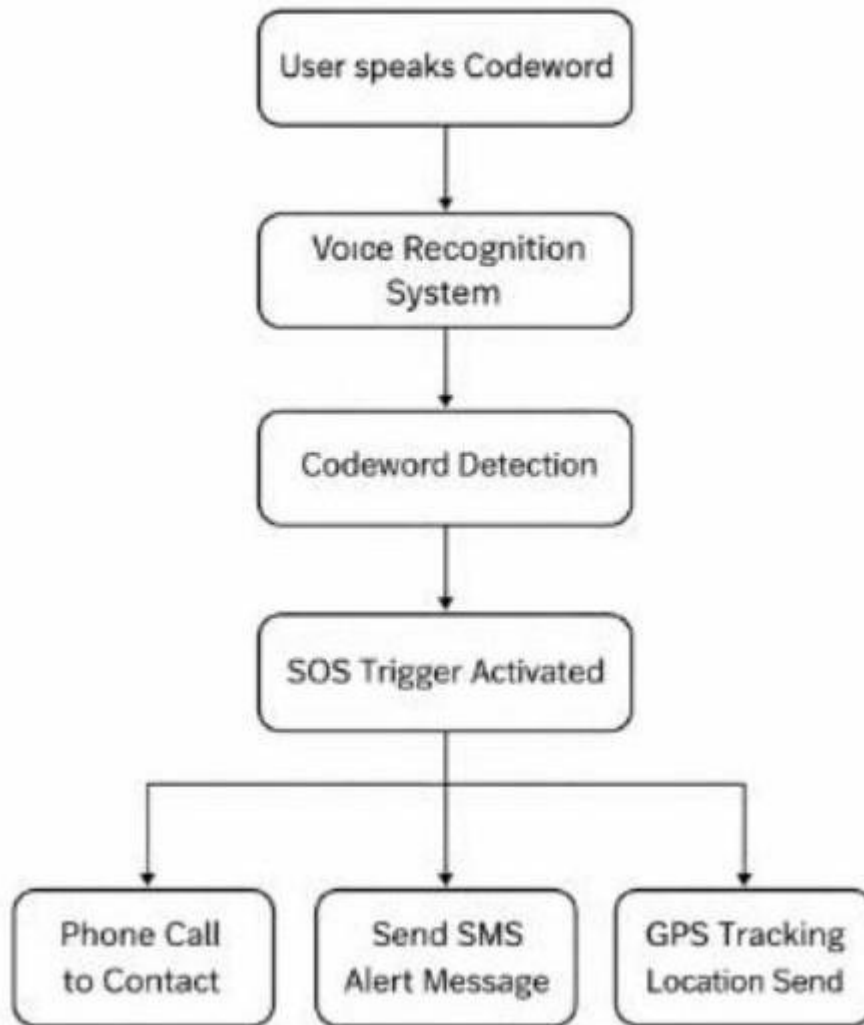 User speaks Codeword
Voice Recognition
System
Codeword Detection
SOS Trigger Activated
Phone Call
to Contact
Send SMS
Alert Message
GPS Tracking
Location Send